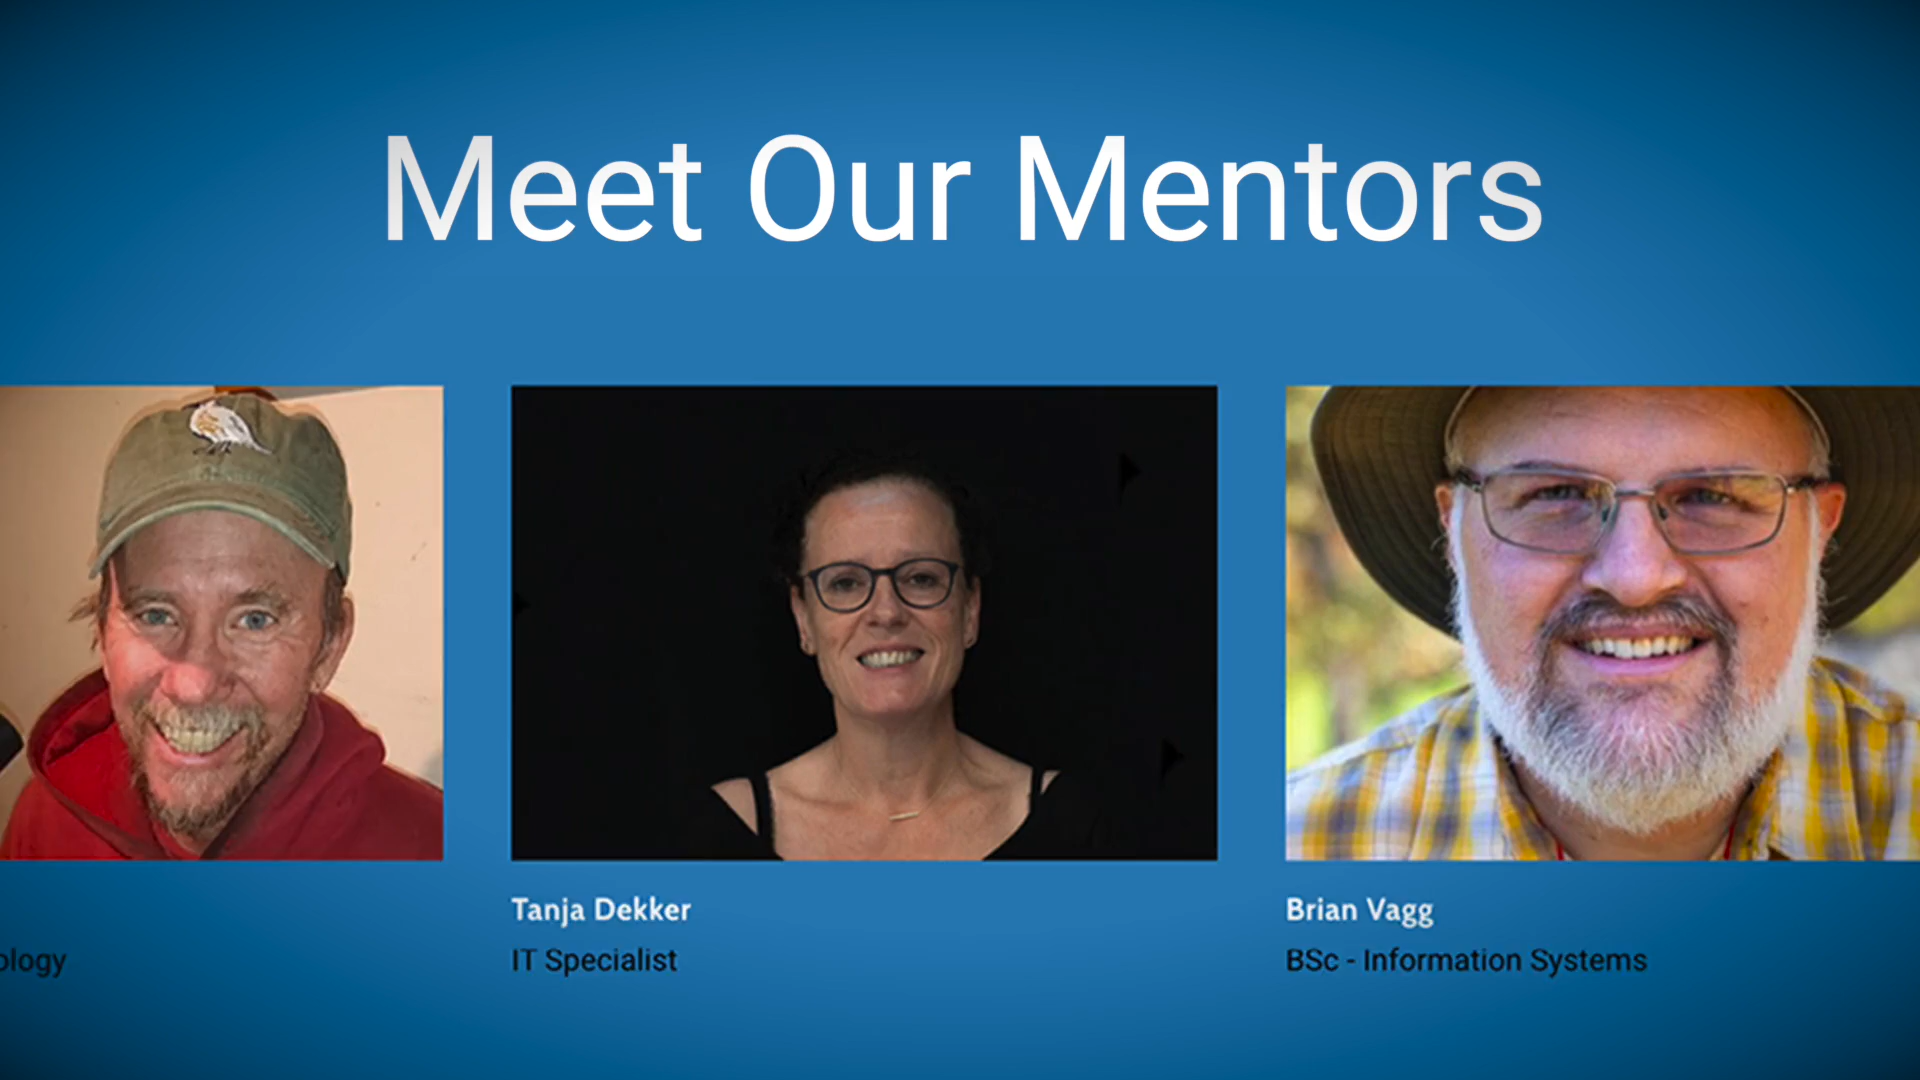 Meet Our Mentors
Tanja Dekker
Brian Vagg
IT Specialist
BSc - Information Systems